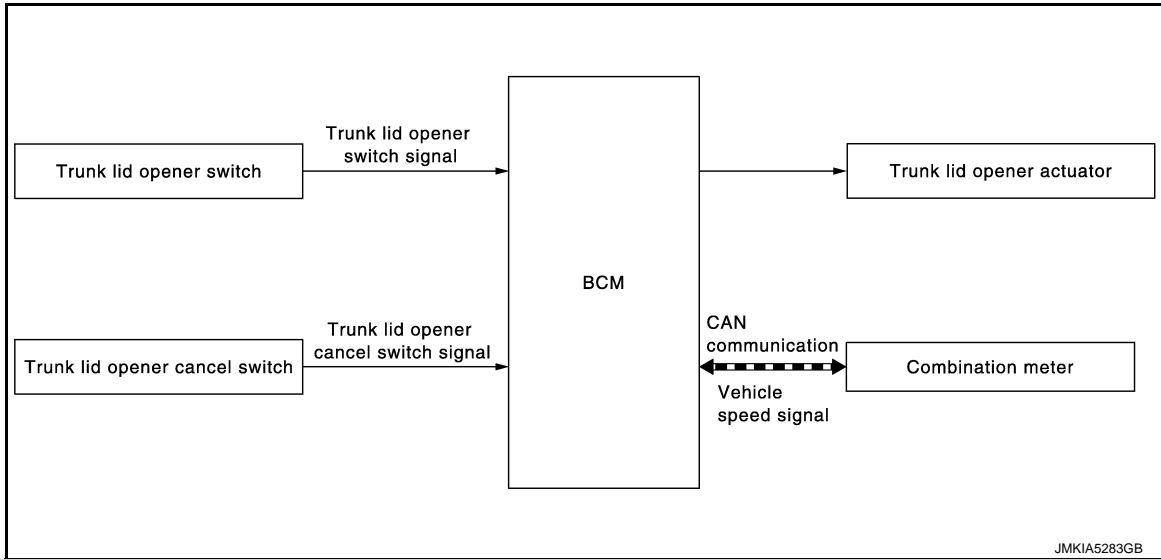 Trunk lid opener
switch signal
Trunk lid opener switch
Trunk lid opener actuator
BCM
Trunk lid opener
cancel switch signal
Trunk lid opener cancel switch
CAN
communication
Combination meter
Vehicle
speed signal
JMKIA5283GB